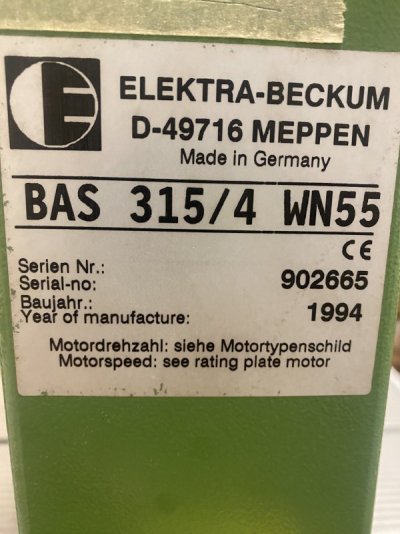 ELEKTRA-BECKUM
D-49716 MEPPEN
Made in Germany
BAS 315/4 WN55
CE
Serien Nr.:
Serial-no: 902665
Baujahr.:
Year of manufacture: 1994
Motordrehzahl: siehe Motortypenschild
Motorspeed: see rating plate motor